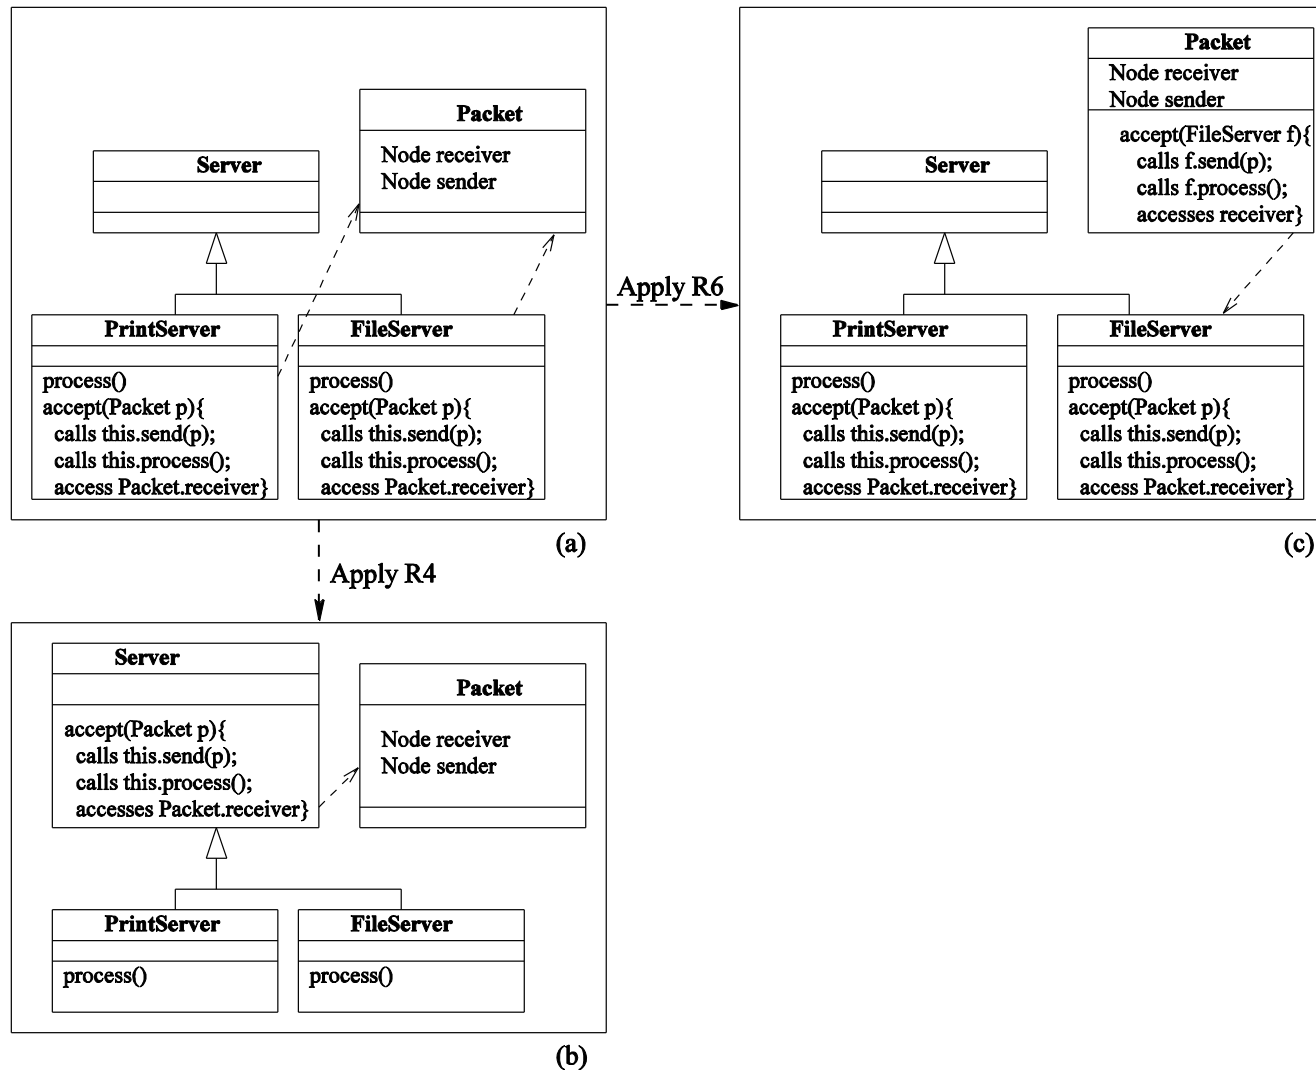 Packet
Node receiver
Node sender
Server
PrintServer
process()
accept(Packet p){
calls this.send(p);
calls this.process();
access Packet.receiver}
FileServer
process()
accept(Packet p){
calls this.send(p);
calls this.process();
access Packet.receiver}
(a)
Apply R6
Packet
Node receiver
Node sender
accept(FileServer f){
calls f.send(p);
calls f.process();
accesses receiver}
Server
PrintServer
process()
accept(Packet p){
calls this.send(p);
calls this.process();
access Packet.receiver}
FileServer
process()
accept(Packet p){
calls this.send(p);
calls this.process();
access Packet.receiver}
(c)
Apply R4
Server
accept(Packet p){
calls this.send(p);
calls this.process();
accesses Packet.receiver}
Packet
Node receiver
Node sender
PrintServer
process()
FileServer
process()
(b)